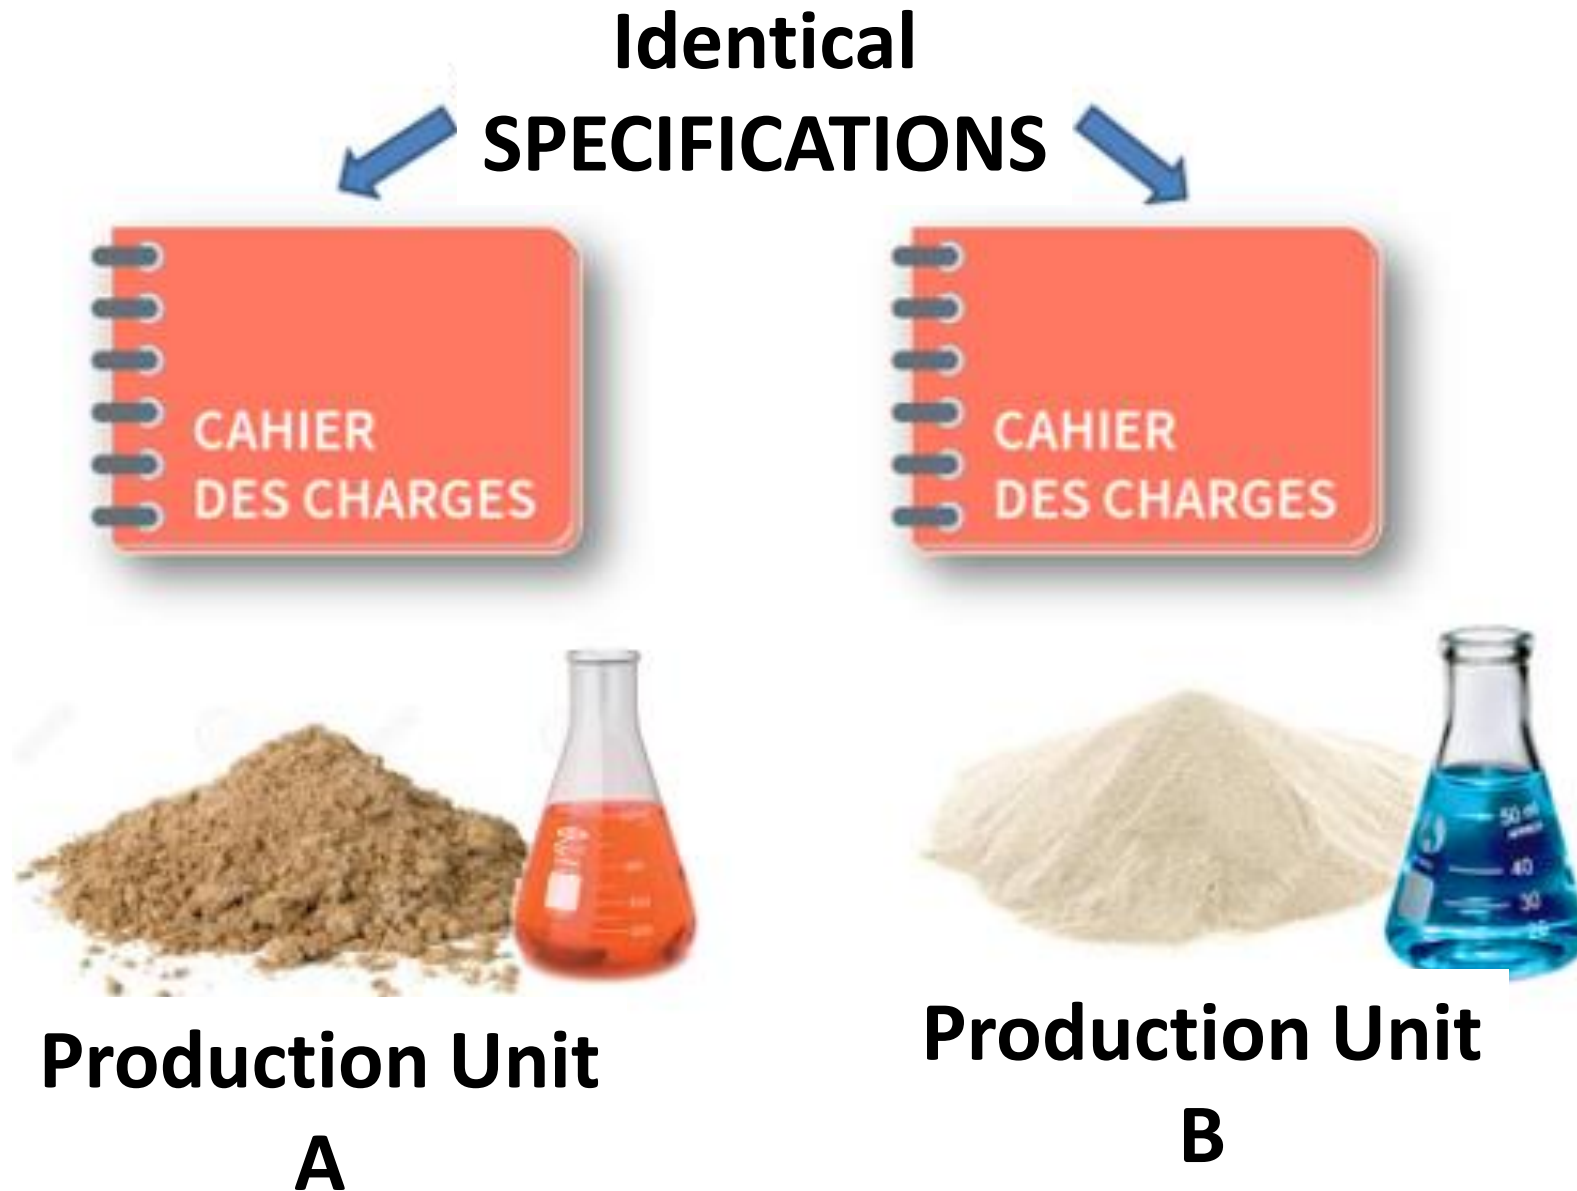 Identical
SPECIFICATIONS
CAHIER
DES CHARGES
CAHIER
DES CHARGES
50 ml
40
30
Production Unit
A
Production Unit
B